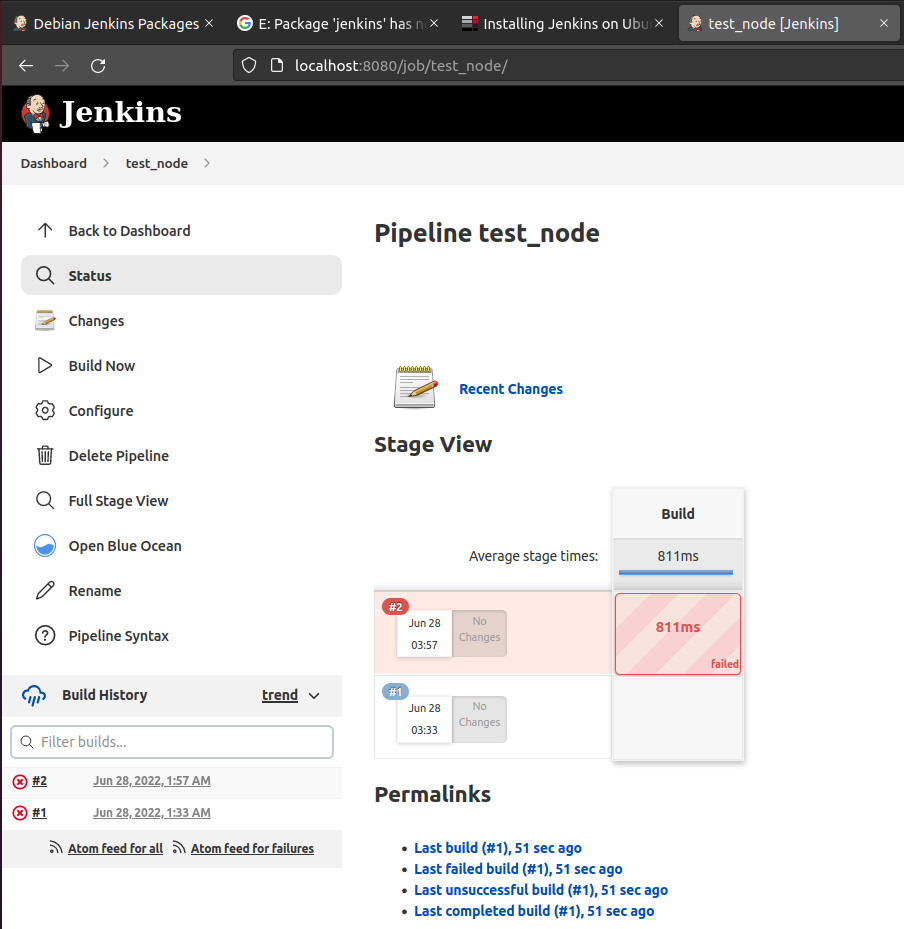 Debian Jenkins Packages
E: Package 'jenkins' has n
Installing Jenkins on Ubu
test_node [Jenkins]
localhost:8080/job/test_node/
Jenkins
Dashboard
test_node
Back to Dashboard
Status
Changes
Build Now
Configure
Delete Pipeline
Full Stage View
Open Blue Ocean
Rename
Pipeline Syntax
Build History
trend
Filter builds...
#2 Jun 28, 2022, 1:57 AM
#1 Jun 28, 2022, 1:33 AM
Atom feed for all
Atom feed for failures
Pipeline test_node
Recent Changes
Stage View
Build
Average stage times:
811ms
#2
Jun 28
03:57
No
Changes
811ms
failed
#1
Jun 28
03:33
No
Changes
Permalinks
Last build (#1), 51 sec ago
Last failed build (#1), 51 sec ago
Last unsuccessful build (#1), 51 sec ago
Last completed build (#1), 51 sec ago